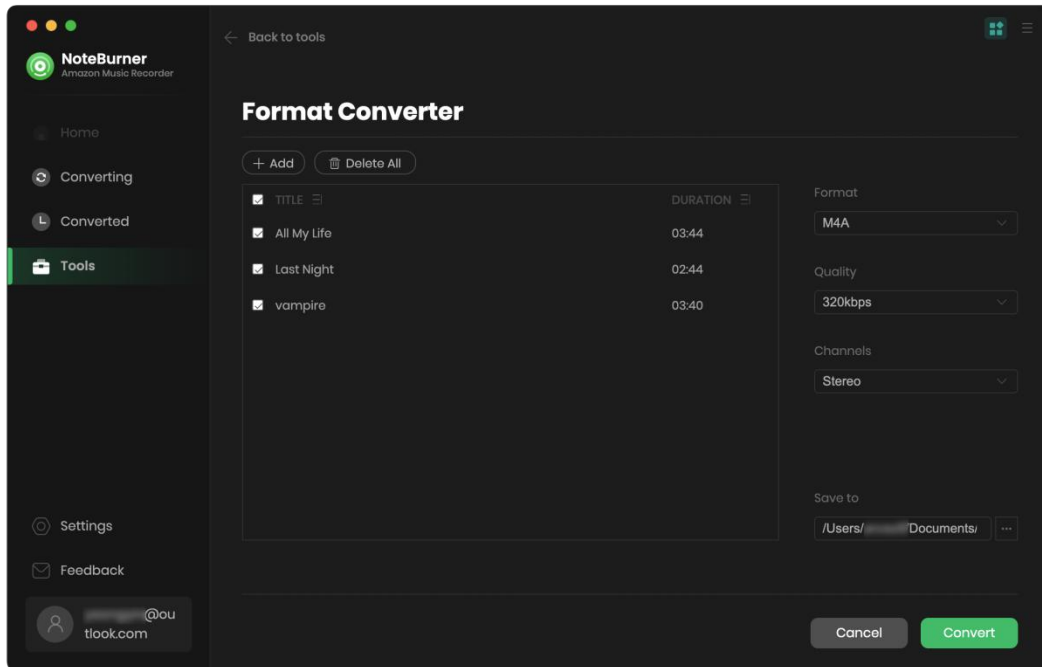 NoteBurner
Amazon Music Recorder
Home
Converting
Converted
Tools
Settings
Feedback
@ou
tlook.com
Back to tools
Format Converter
+ Add
Delete All
TITLE DURATION
All My Life 03:44
Last Night 02:44
vampire 03:40
Format
M4A
Quality
320kbps
Channels
Stereo
Save to
/Users/ Documents/
...
Cancel
Convert